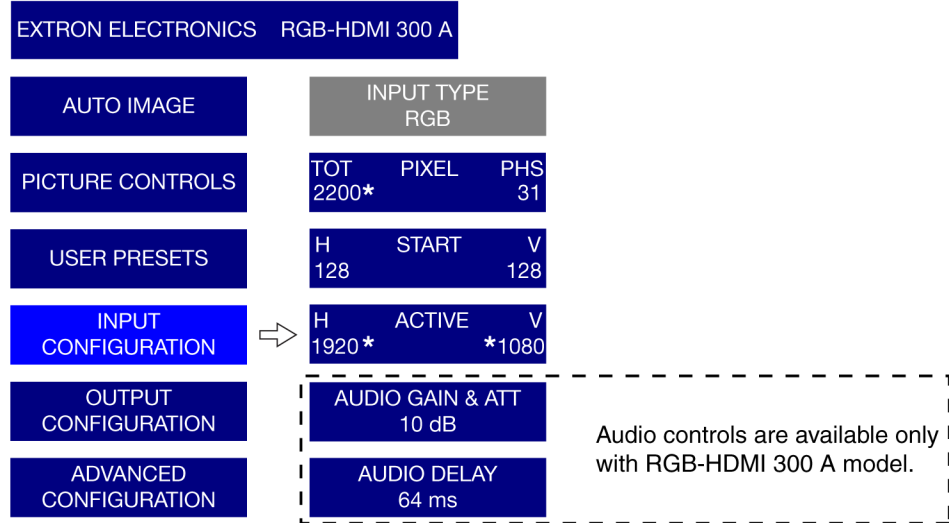 EXTRON ELECTRONICS RGB-HDMI 300 A
AUTO IMAGE
INPUT TYPE
RGB
PICTURE CONTROLS
TOT PIXEL PHS
2200* 31
USER PRESETS
H START V
128 128
INPUT
CONFIGURATION
H ACTIVE V
1920* *1080
OUTPUT
CONFIGURATION
AUDIO GAIN & ATT
10 dB
ADVANCED
CONFIGURATION
AUDIO DELAY
64 ms
Audio controls are available only
with RGB-HDMI 300 A model.